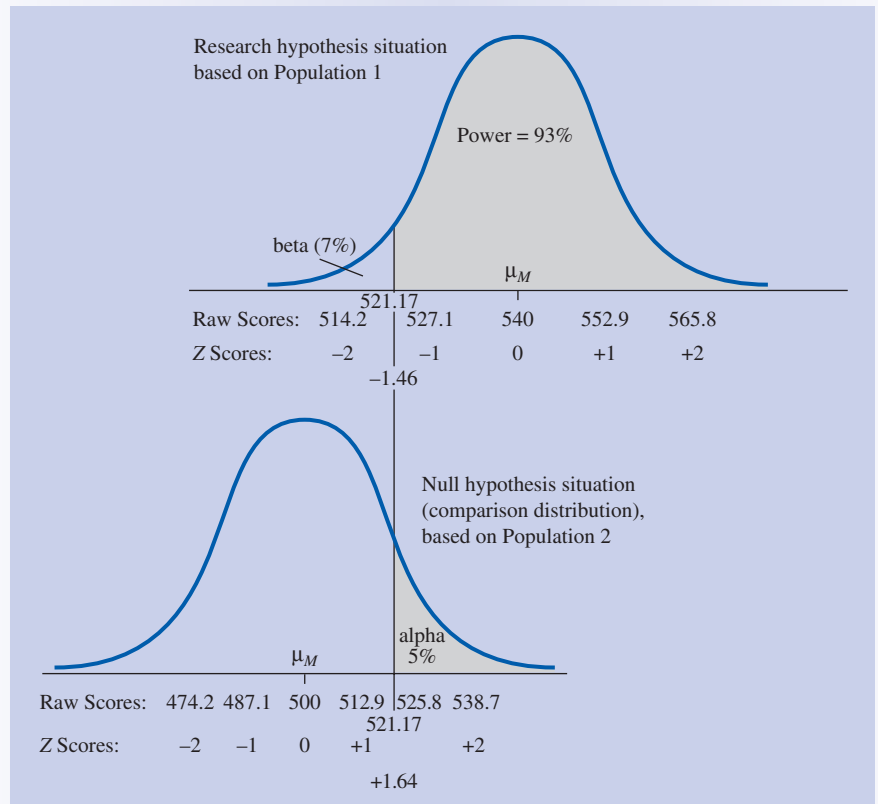 Research hypothesis situation
based on Population 1
Power = 93%
beta (7%)
μM
521.17
Raw Scores: 514.2 527.1 540 552.9 565.8
Z Scores: –2 –1 0 +1 +2
–1.46
Null hypothesis situation
(comparison distribution),
based on Population 2
alpha
5%
μM
Raw Scores: 474.2 487.1 500 512.9 525.8 538.7
521.17
Z Scores: –2 –1 0 +1 +2
+1.64